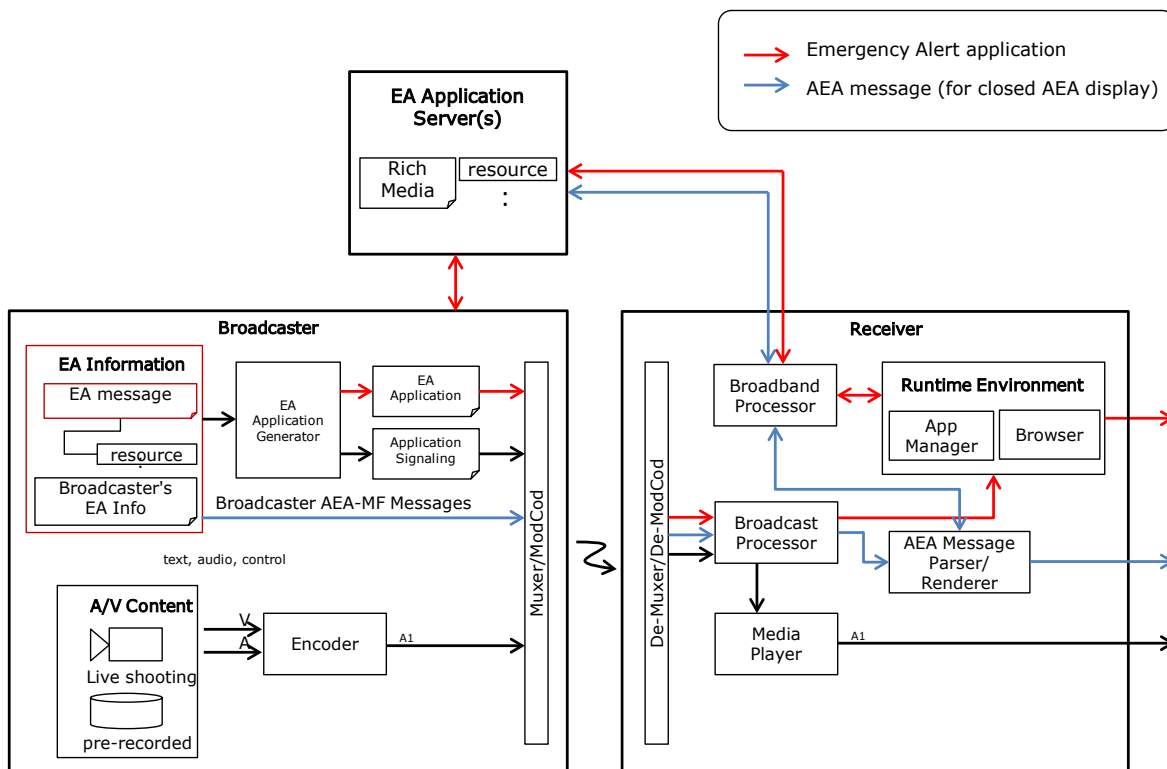 Emergency Alert application
AEA message (for closed AEA display)
EA Application
Server(s)
Rich
Media
resource
:
Broadcaster
EA Information
EA message
resource
:
Broadcaster's
EA Info
EA
Application
Generator
EA
Application
Application
Signaling
Broadcaster AEA-MF Messages
text, audio, control
A/V Content
Live shooting
pre-recorded
V
A
Encoder
A1
Muxer/ModCod
Receiver
De-Muxer/De-ModCod
Broadband
Processor
Runtime Environment
App
Manager
Browser
Broadcast
Processor
AEA Message
Parser/
Renderer
Media
Player
A1